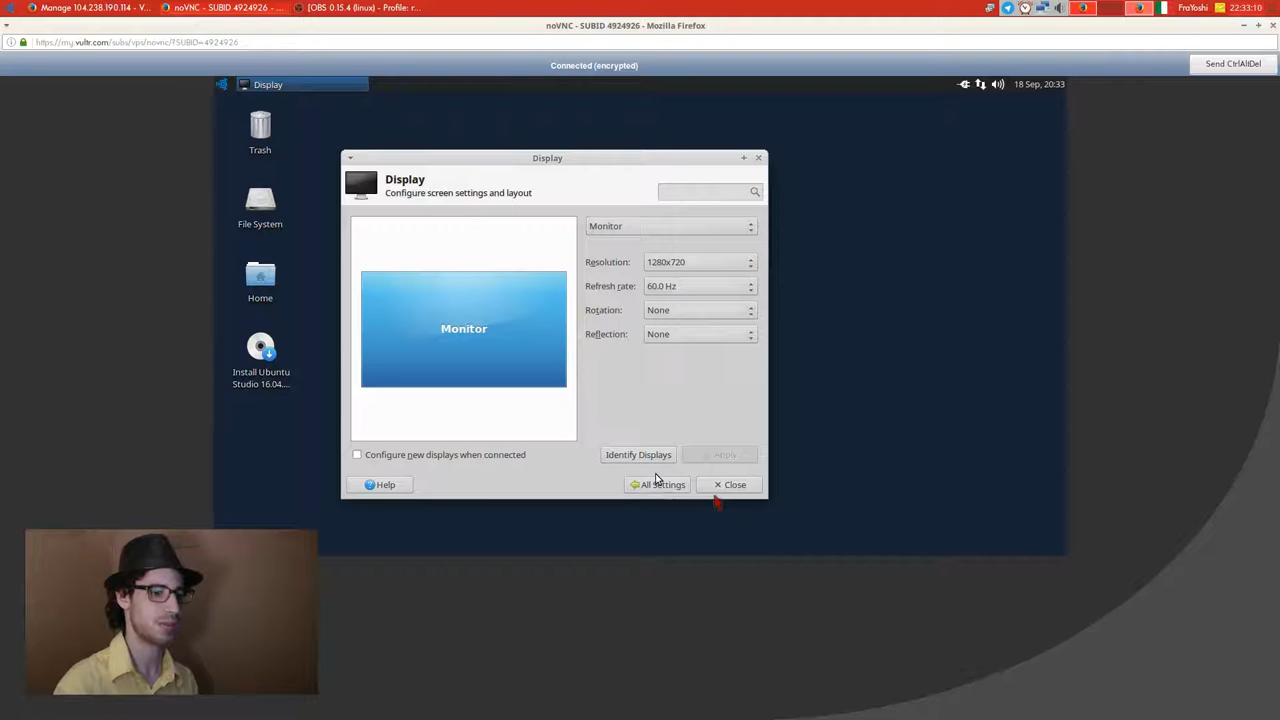 Manage 104.238.190.114 - V...
noVNC - SUBID 4924926 - ...
[OBS 0.15.4 (linux) - Profile: r...
FraYoshi
22:33:10
noVNC - SUBID 4924926 - Mozilla Firefox
https://my.vultr.com/subs/vps/novnc/?SUBID=4924926
Connected (encrypted)
Send CtrlAltDel
Display
18 Sep, 20:33
Trash
File System
Home
Install Ubuntu
Studio 16.04....
Display
Display
Configure screen settings and layout
Monitor
Monitor
Resolution: 1280x720
Refresh rate: 60.0 Hz
Rotation: None
Reflection: None
Configure new displays when connected
Identify Displays
Apply
Help
All Settings
Close